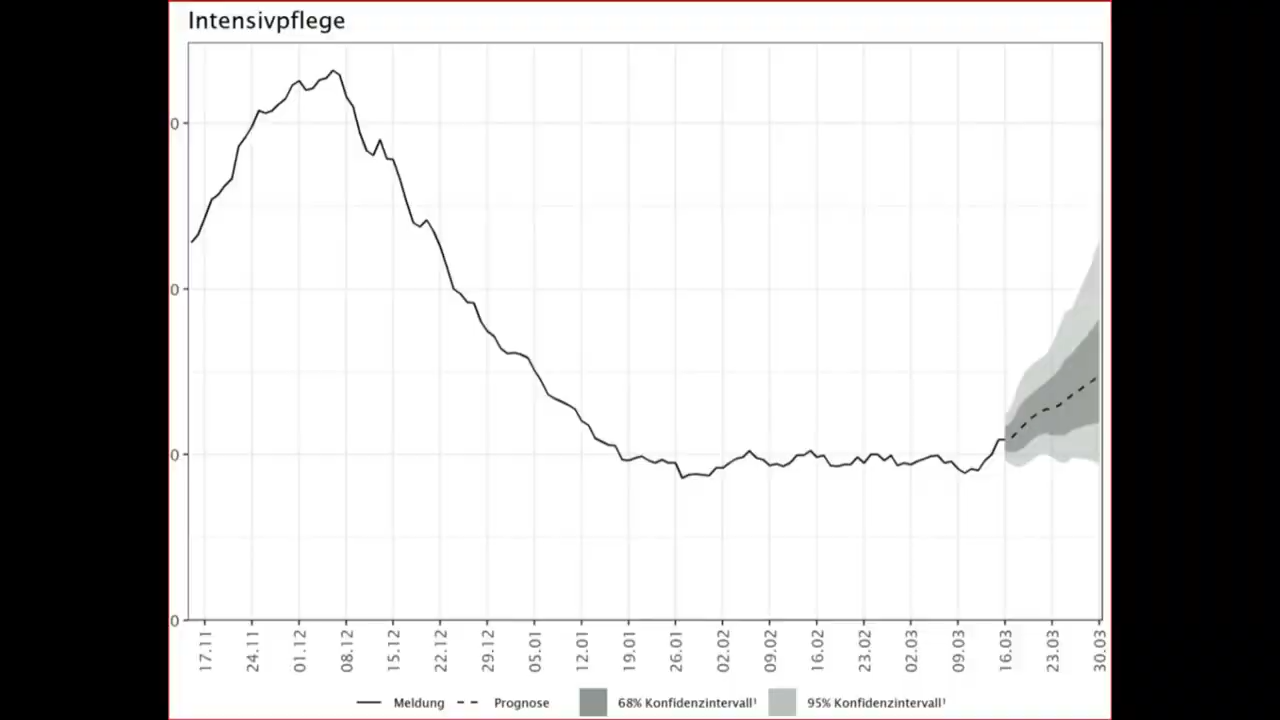 Intensivpflege
0
0
0
0
17.11 24.11 01.12 08.12 15.12 22.12 29.12 05.01 12.01 19.01 26.01 02.02 09.02 16.02 23.02 02.03 09.03 16.03 23.03 30.03
Meldung Prognose 68% Konfidenzintervall¹ 95% Konfidenzintervall¹